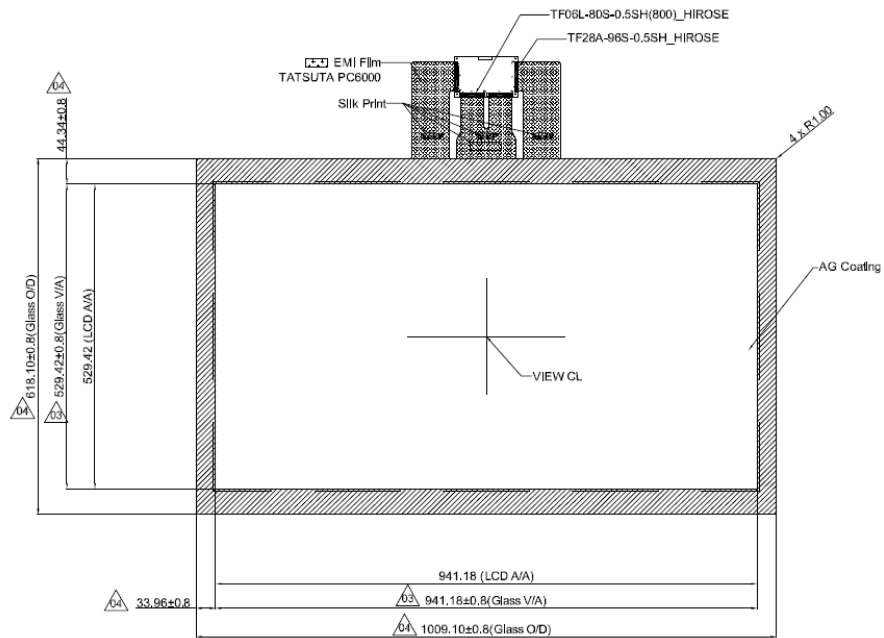 TF06L-80S-0.5SH(800)_HIROSE
TF28A-96S-0.5SH_HIROSE
EMI Film
TATSUTA PC6000
Silk Print
04
44.34±0.8
4 x R1.00
AG Coating
VIEW CL
618.10±0.8(Glass O/D)
04
529.42±0.8(Glass V/A)
03
529.42 (LCD A/A)
941.18 (LCD A/A)
04
33.96±0.8
03
941.18±0.8(Glass V/A)
04
1009.10±0.8(Glass O/D)